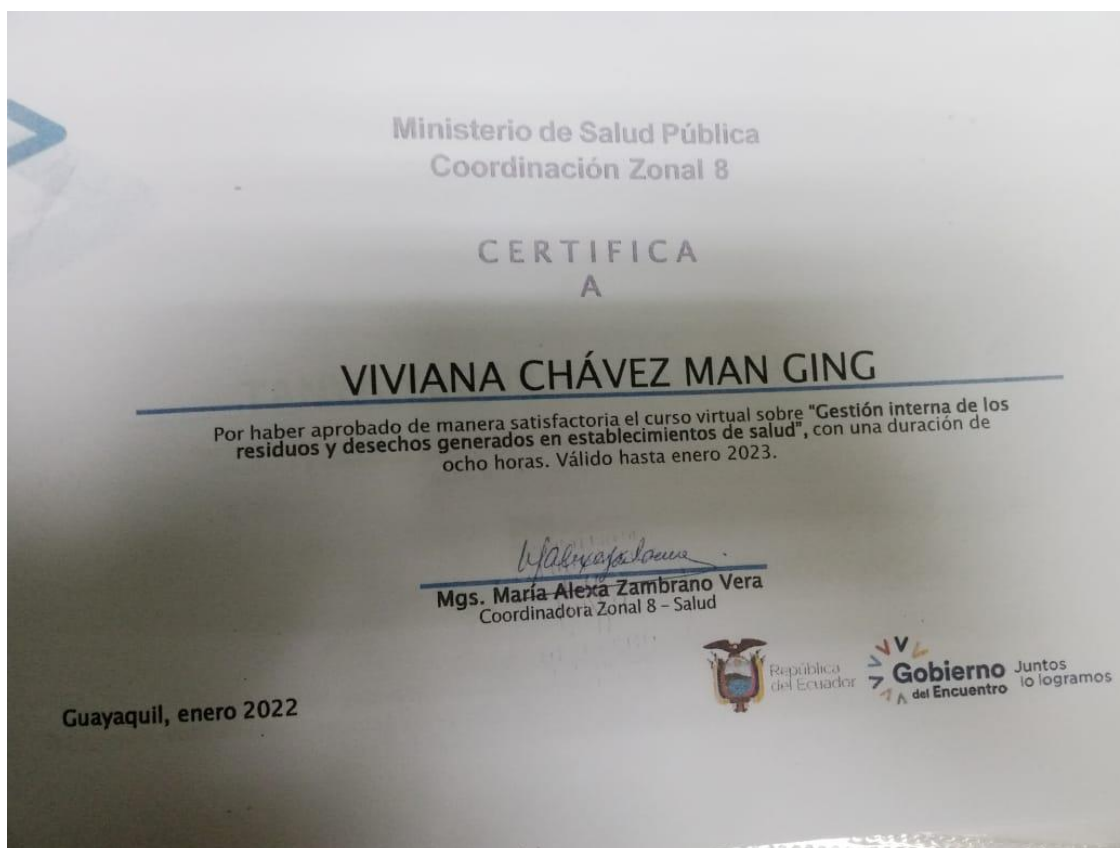 Ministerio de Salud Pública
Coordinación Zonal 8
CERTIFICA
A
VIVIANA CHÁVEZ MAN GING
Por haber aprobado de manera satisfactoria el curso virtual sobre "Gestión interna de los
residuos y desechos generados en establecimientos de salud", con una duración de
ocho horas. Válido hasta enero 2023.
Mgs. María Alexa Zambrano Vera
Coordinadora Zonal 8 – Salud
República
del Ecuador
Gobierno
del Encuentro
Juntos
lo logramos
Guayaquil, enero 2022